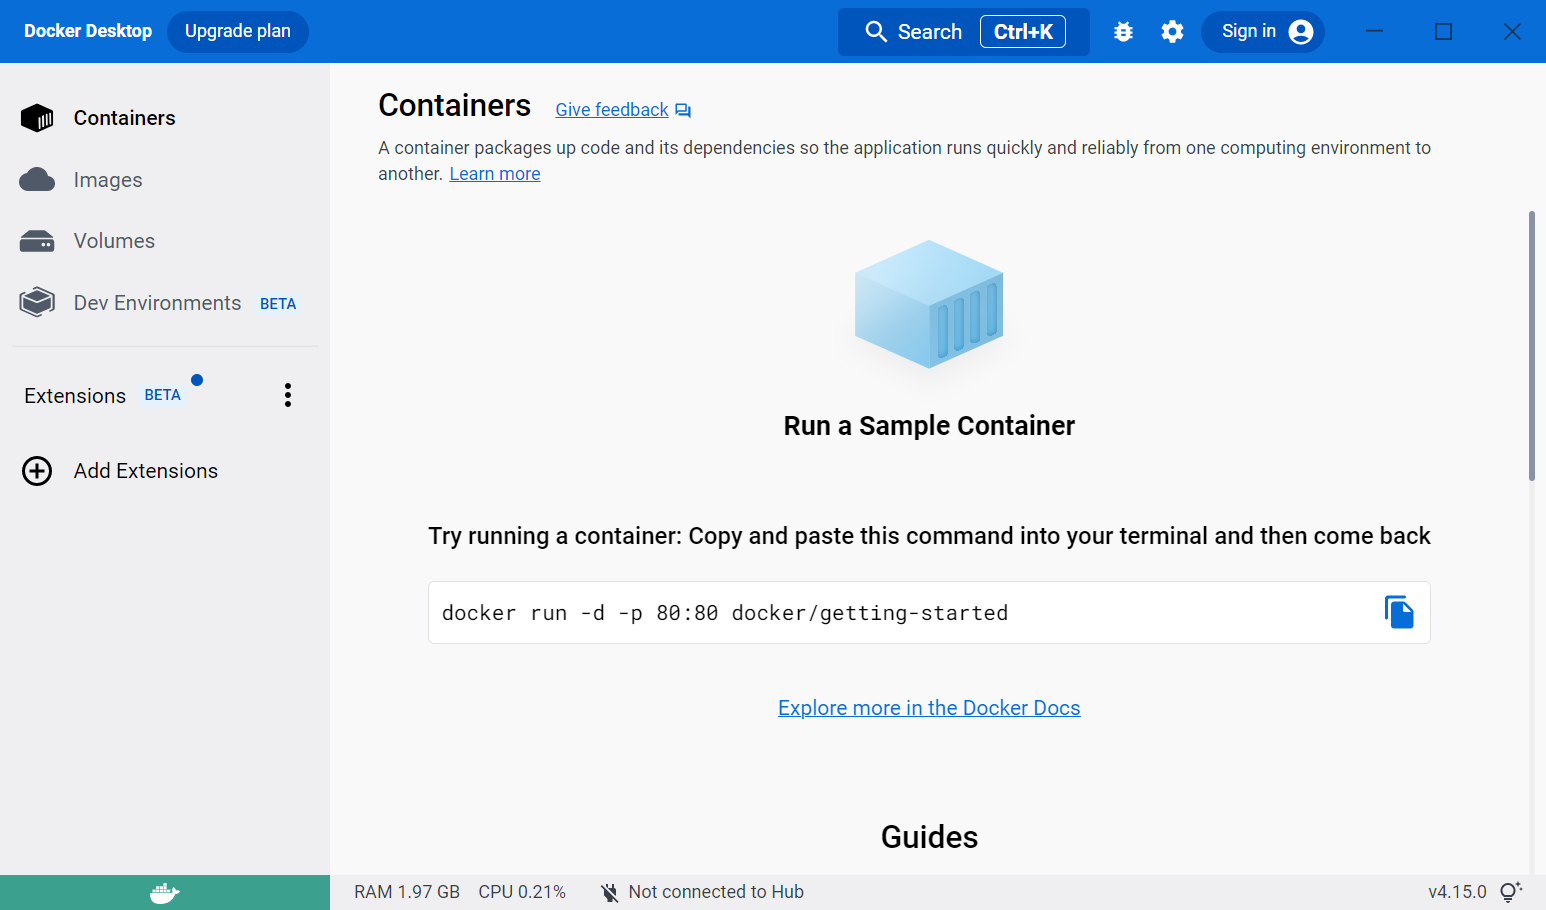 Docker Desktop
Upgrade plan
Search Ctrl+K
Sign in
Containers
Images
Volumes
Dev Environments BETA
Extensions BETA
Add Extensions
Containers Give feedback
A container packages up code and its dependencies so the application runs quickly and reliably from one computing environment to
another. Learn more
Run a Sample Container
Try running a container: Copy and paste this command into your terminal and then come back
docker run -d -p 80:80 docker/getting-started
Explore more in the Docker Docs
Guides
RAM 1.97 GB CPU 0.21% Not connected to Hub
v4.15.0